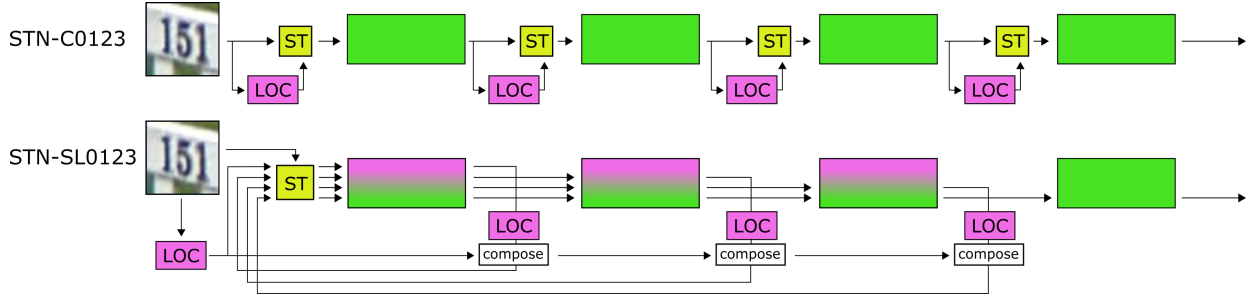 STN-C0123 151 ST ST ST ST
LOC LOC LOC LOC
STN-SL0123 151
ST
LOC LOC LOC
LOC compose compose compose